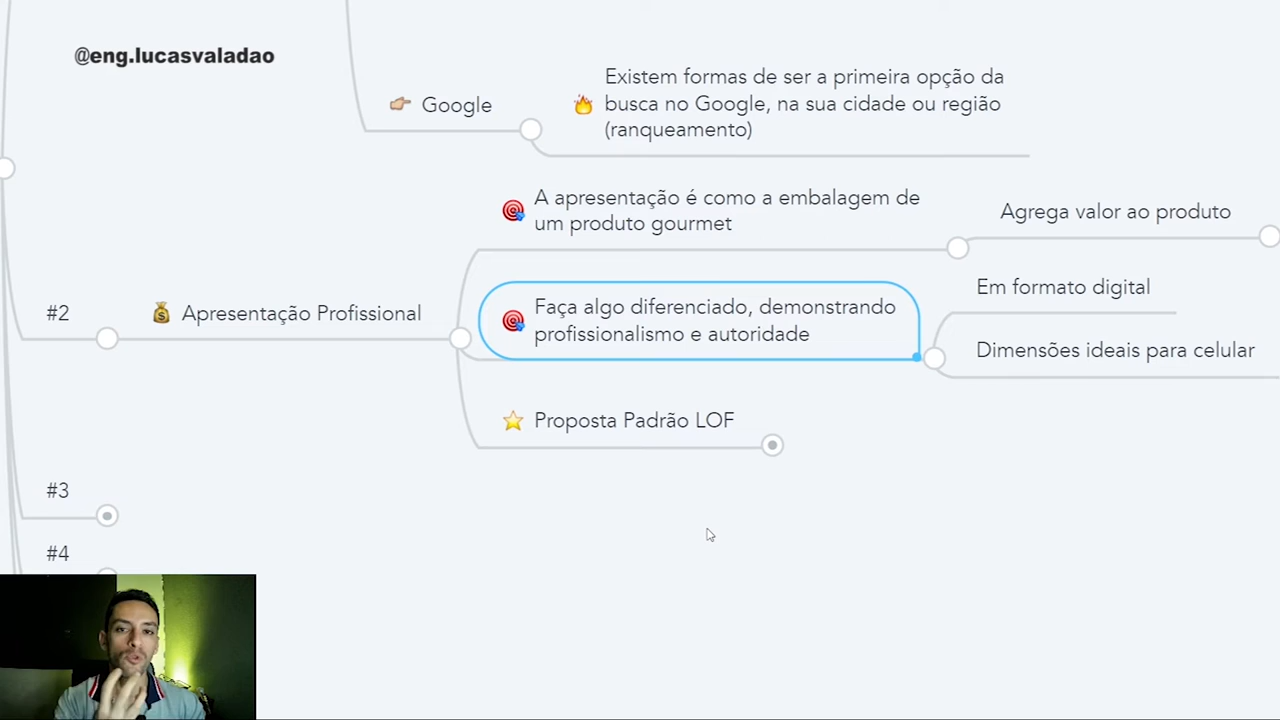 @eng.lucasvaladao
Google
Existem formas de ser a primeira opção da
busca no Google, na sua cidade ou região
(ranqueamento)
A apresentação é como a embalagem de
um produto gourmet
Agrega valor ao produto
#2
Apresentação Profissional
Faça algo diferenciado, demonstrando
profissionalismo e autoridade
Em formato digital
Dimensões ideais para celular
Proposta Padrão LOF
#3
#4